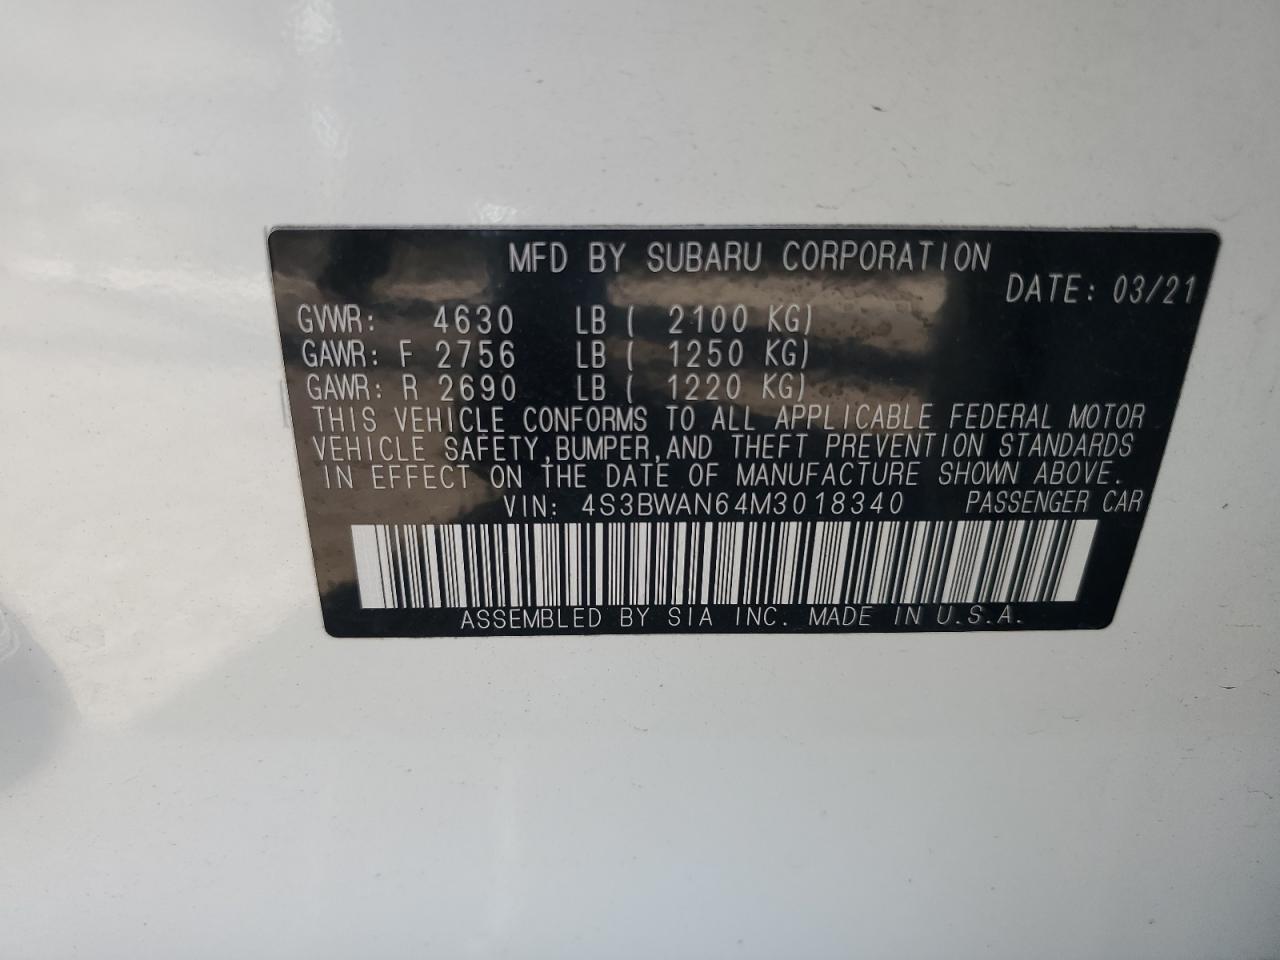 MFD BY SUBARU CORPORATION
DATE: 03/21
GVWR: 4630 LB ( 2100 KG)
GAWR: F 2756 LB ( 1250 KG)
GAWR: R 2690 LB ( 1220 KG)
THIS VEHICLE CONFORMS TO ALL APPLICABLE FEDERAL MOTOR
VEHICLE SAFETY,BUMPER,AND THEFT PREVENTION STANDARDS
IN EFFECT ON THE DATE OF MANUFACTURE SHOWN ABOVE.
VIN: 4S3BWAN64M3018340 PASSENGER CAR
ASSEMBLED BY SIA INC. MADE IN U.S.A.